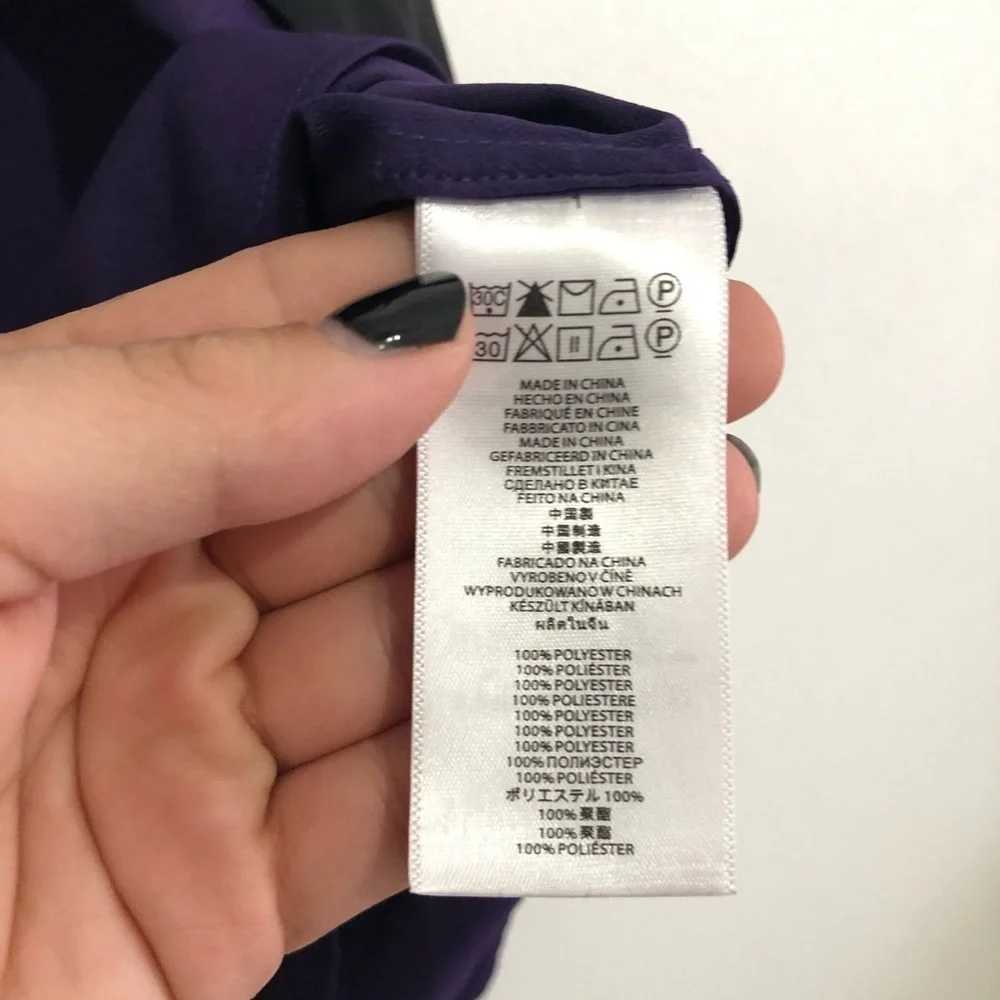 30C P
30 P
MADE IN CHINA
HECHO EN CHINA
FABRIQUÉ EN CHINE
FABBRICATO IN CINA
MADE IN CHINA
GEFABRICEERD IN CHINA
FREMSTILLET I KINA
СДЕЛАНО В КИТАЕ
FEITO NA CHINA
中国製
中国制造
中國製造
FABRICADO NA CHINA
VYROBENO V ČÍNĚ
WYPRODUKOWANO W CHINACH
KÉSZÜLT KÍNÁBAN
ผลิตในจีน
100% POLYESTER
100% POLIÉSTER
100% POLYESTER
100% POLIESTERE
100% POLYESTER
100% POLYESTER
100% POLYESTER
100% ПОЛИЭСТЕР
100% POLIÉSTER
ポリエステル 100%
100% 聚酯
100% 聚酯
100% POLIÉSTER